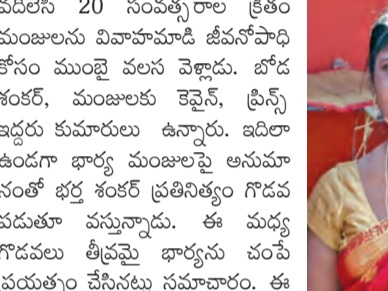 వదిలేసి 20 సంవత్సరాల క్రితం
మంజులను వివాహమాడి జీవనోపాధి
కోసం ముంబై వలస వెళ్లాడు. బోడ
శంకర్, మంజులకు కెవైన్, ప్రిన్స్
ఇద్దరు కుమారులు ఉన్నారు. ఇదిలా
ఉండగా భార్య మంజులపై అనుమా
నంతో భర్త శంకర్ ప్రతినిత్యం గొడవ
పడుతూ వస్తున్నాడు. ఈ మధ్య
గొడవలు తీవ్రమై భార్యను చంపే
ప్రయత్నం చేసినట్లు సమాచారం. ఈ